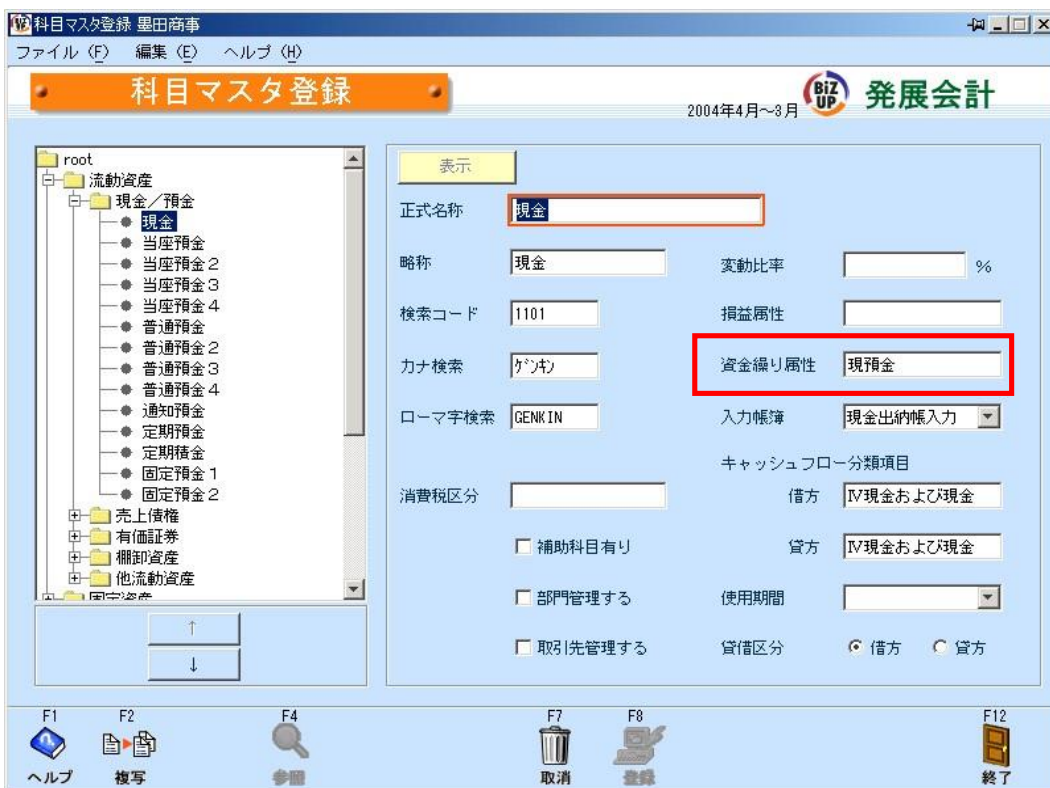 科目マスタ登録 墨田商事
ファイル (F) 編集 (E) ヘルプ (H)
科目マスタ登録
2004年4月~3月 BiZ UP 発展会計
root
流動資産
現金/預金
現金
当座預金
当座預金2
当座預金3
当座預金4
普通預金
普通預金2
普通預金3
普通預金4
通知預金
定期預金
定期積金
固定預金1
固定預金2
売上債権
有価証券
棚卸資産
他流動資産
固定資産
↑
↓
表示
正式名称 現金
略称 現金
変動比率 %
検索コード 1101
損益属性
カナ検索 ゲンキン
資金繰り属性 現預金
ローマ字検索 GENKIN
入力帳簿 現金出納帳入力
キャッシュフロー分類項目
消費税区分
借方 Ⅳ現金および現金
補助科目有り
貸方 Ⅳ現金および現金
部門管理する
使用期間
取引先管理する
貸借区分 借方 貸方
F1 F2 F4 F7 F8 F12
ヘルプ 複写 参照 取消 登録 終了